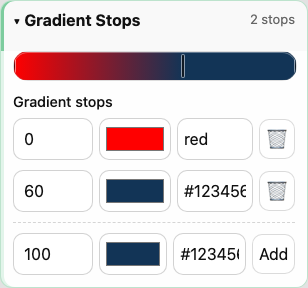 ▾ Gradient Stops 2 stops
Gradient stops
0 red
60 #123456
100 #123456 Add